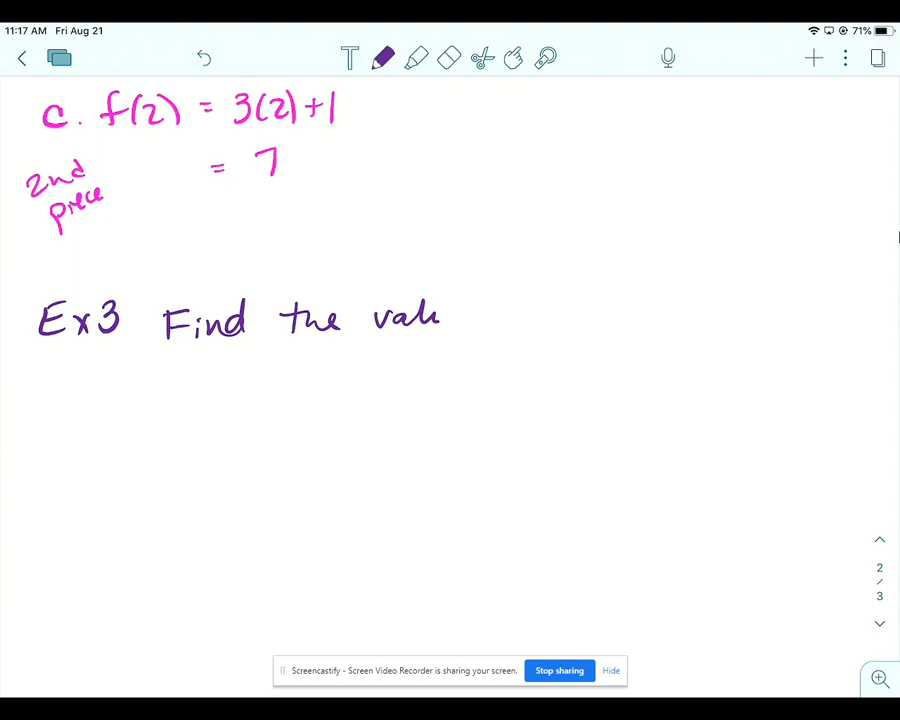 11:17 AM Fri Aug 21 71%
T
c. f(2) = 3(2)+1
= 7
2nd
piece
Ex3 Find the valu
2
/
3
Screencastify - Screen Video Recorder is sharing your screen. Stop sharing Hide